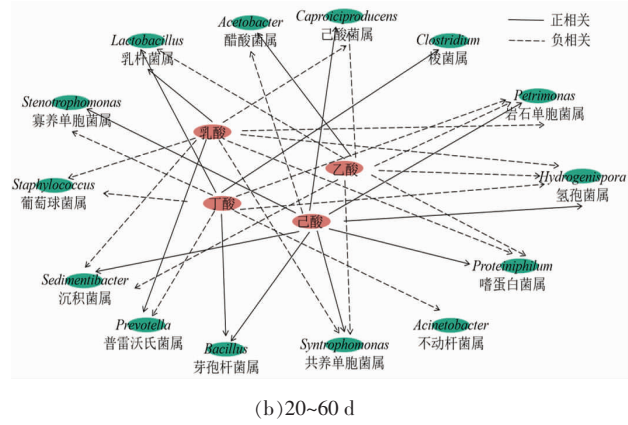 Acetobacter
醋酸菌属
Caproiciproducens
己酸菌属
正相关
负相关
Lactobacillus
乳杆菌属
Clostridium
梭菌属
Stenotrophomonas
寡养单胞菌属
Petrimonas
岩石单胞菌属
乳酸
乙酸
Staphylococcus
葡萄球菌属
丁酸
己酸
Hydrogenispora
氢孢菌属
Sedimentibacter
沉积菌属
Proteiniphilum
嗜蛋白菌属
Prevotella
普雷沃氏菌属
Bacillus
芽孢杆菌属
Syntrophomonas
共养单胞菌属
Acinetobacter
不动杆菌属
(b)20~60 d